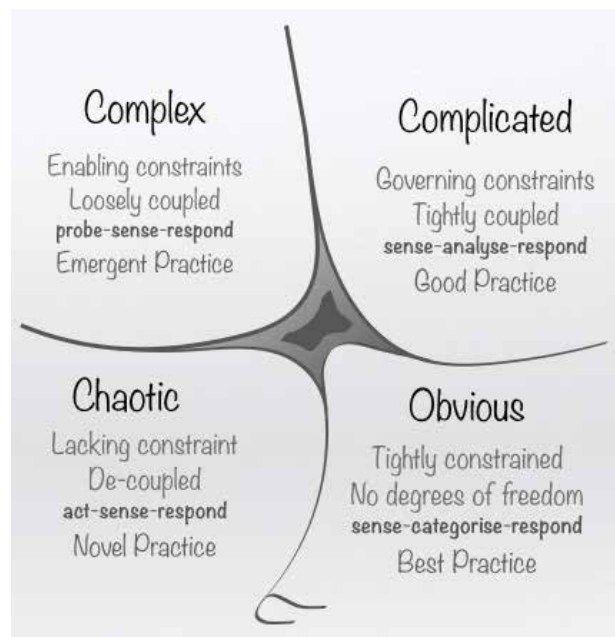 Complex
Enabling constraints
Loosely coupled
probe-sense-respond
Emergent Practice
Complicated
Governing constraints
Tightly coupled
sense-analyse-respond
Good Practice
Chaotic
Lacking constraint
De-coupled
act-sense-respond
Novel Practice
Obvious
Tightly constrained
No degrees of freedom
sense-categorise-respond
Best Practice